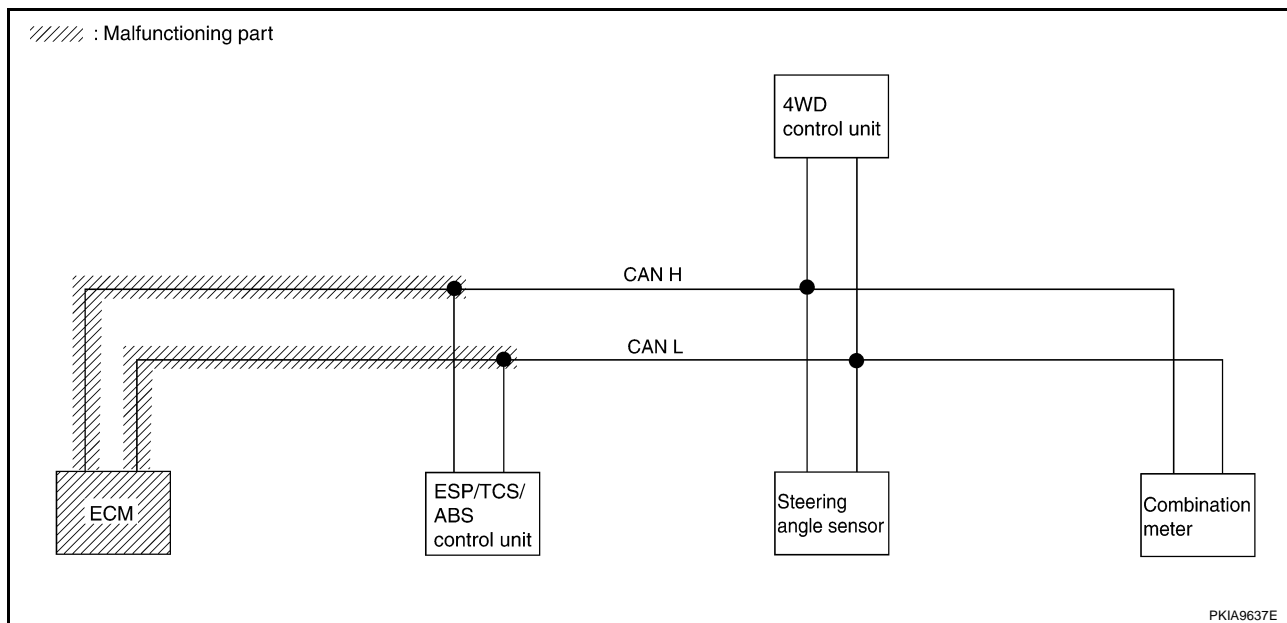 : Malfunctioning part
4WD
control unit
CAN H
CAN L
ECM
ESP/TCS/
ABS
control unit
Steering
angle sensor
Combination
meter
PKIA9637E